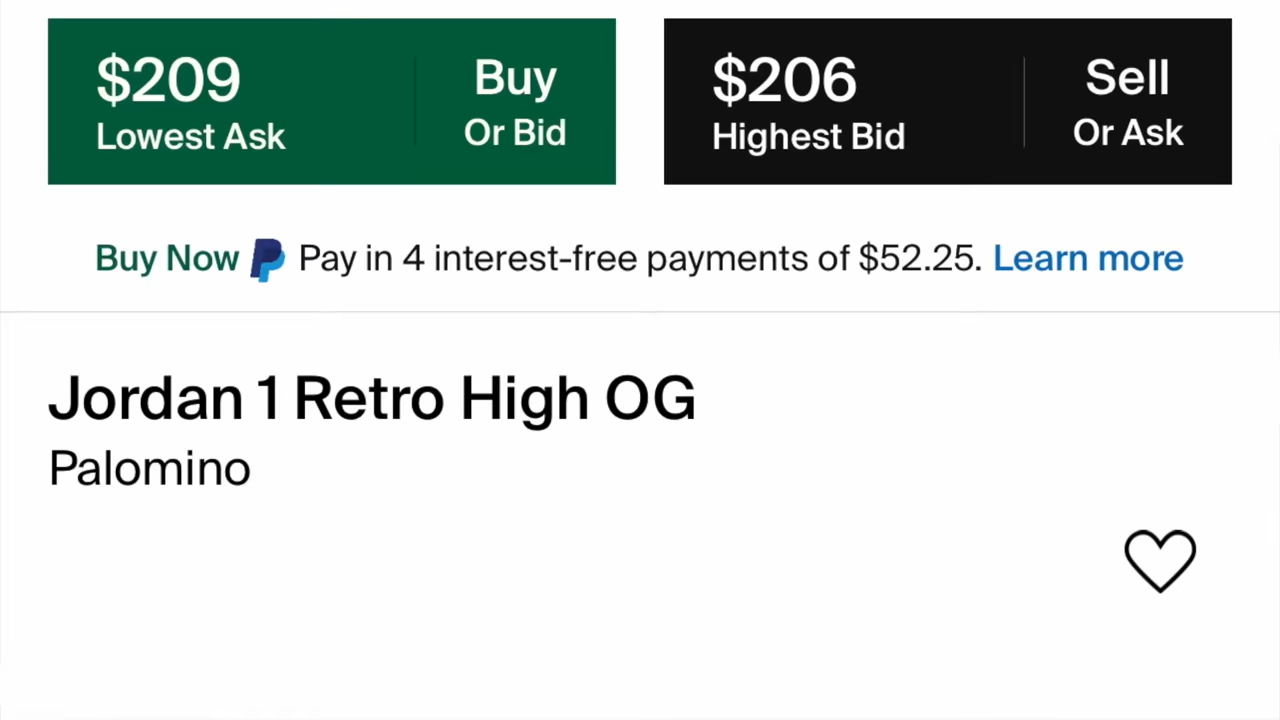 $209 Buy $206 Sell
Lowest Ask Or Bid Highest Bid Or Ask
Buy Now Pay in 4 interest-free payments of $52.25. Learn more
Jordan 1 Retro High OG
Palomino